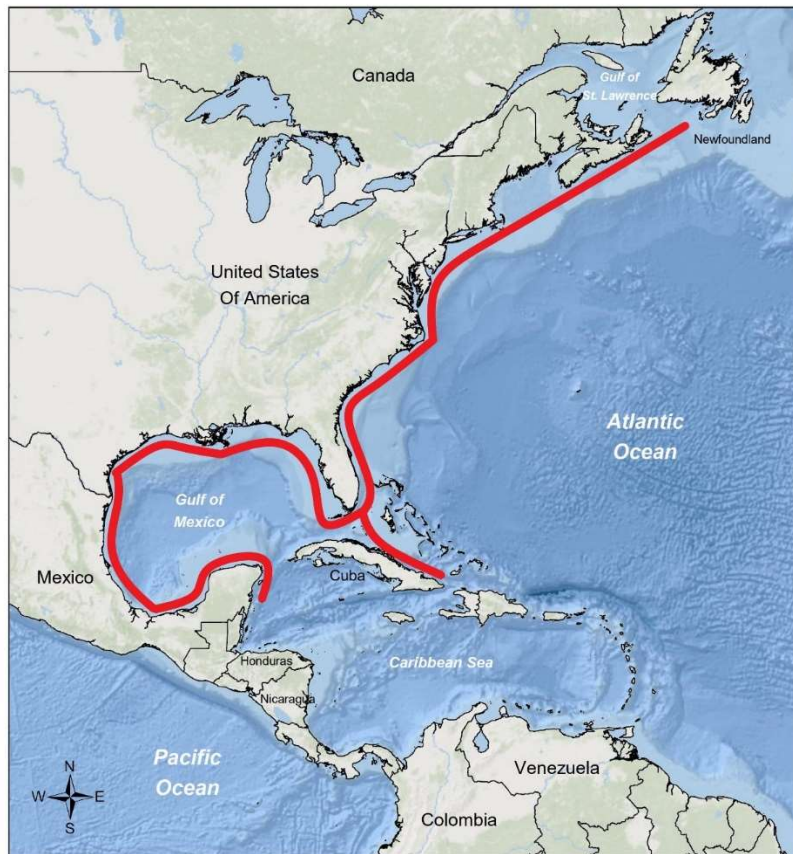 Canada
Gulf of
St. Lawrence
Newfoundland
United States
Of America
Atlantic
Ocean
Gulf of
Mexico
Mexico
Cuba
Caribbean Sea
Honduras
Nicaragua
Pacific
Ocean
Venezuela
Colombia
N
W E
S